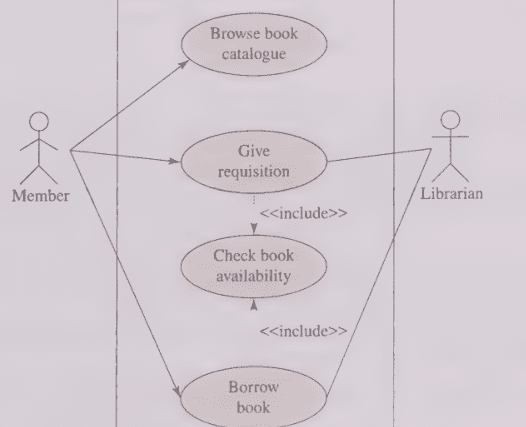 Browse book
catalogue
Give
requisition
Member
Librarian
<<include>>
Check book
availability
<<include>>
Borrow
book